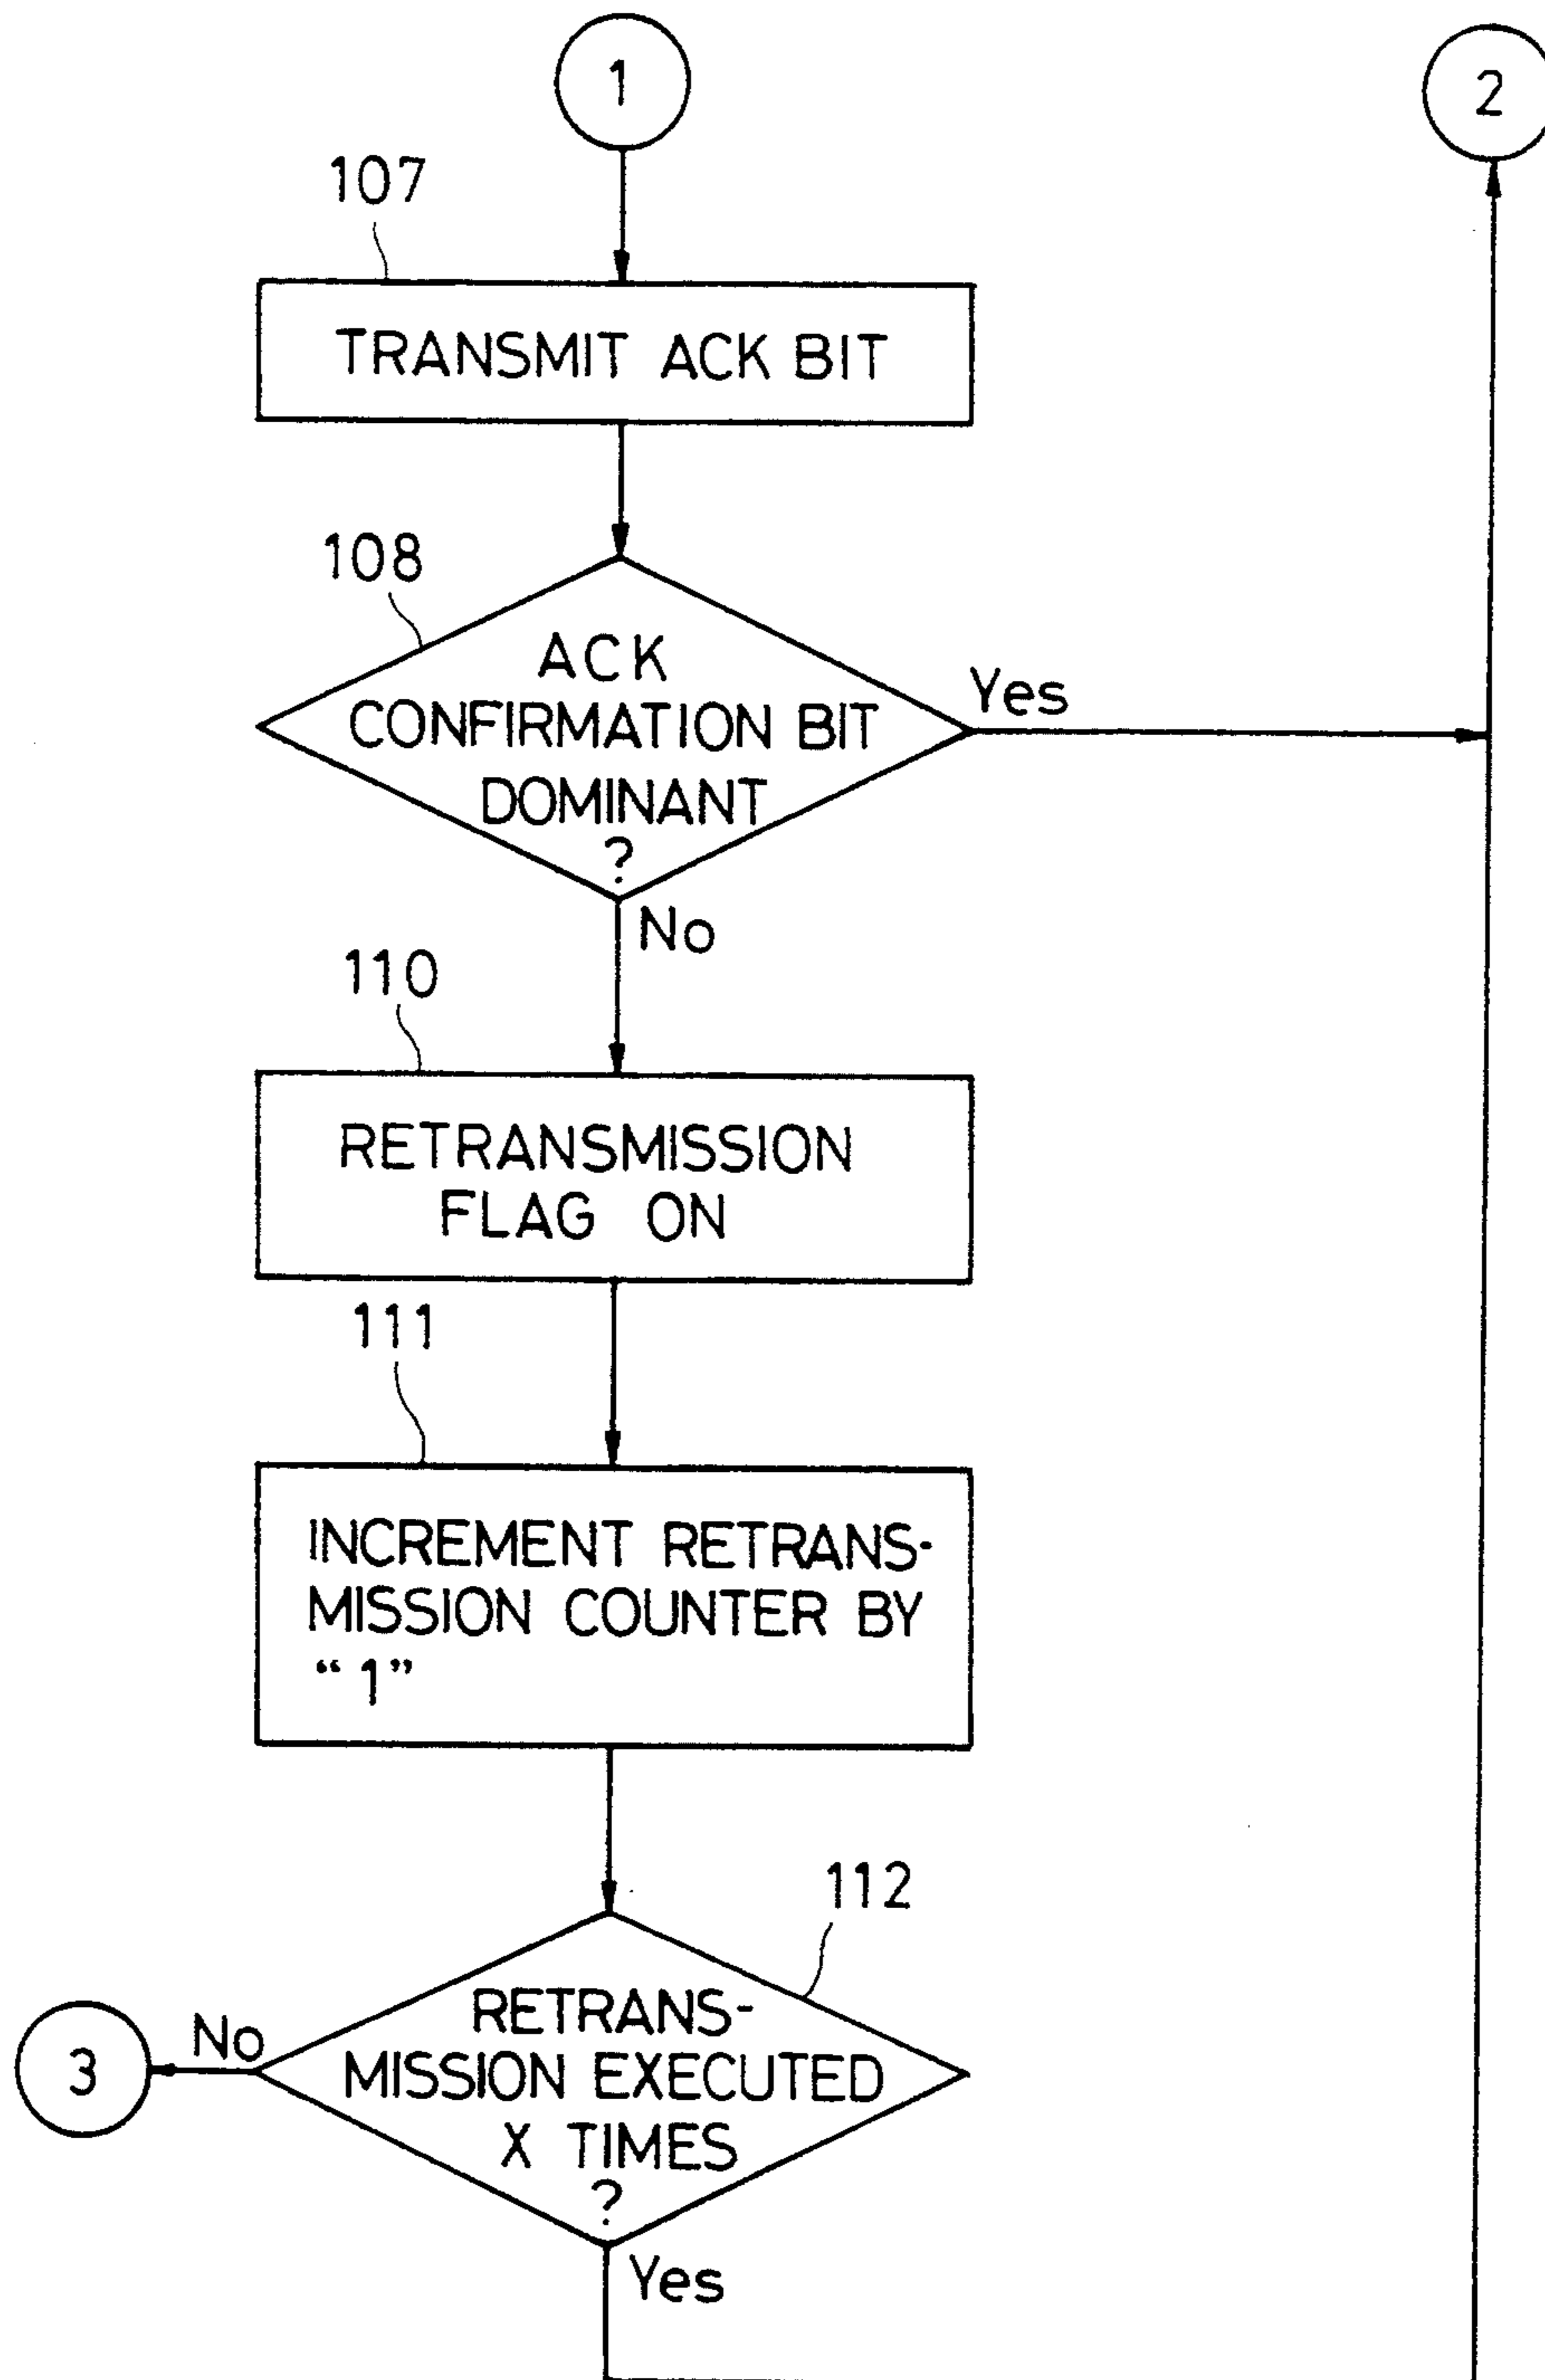 1
2
107
TRANSMIT ACK BIT
108
ACK
CONFIRMATION BIT
DOMINANT
?
Yes
No
110
RETRANSMISSION
FLAG ON
111
INCREMENT RETRANS-
MISSION COUNTER BY
“1”
112
RETRANS-
MISSION EXECUTED
X TIMES
?
No
3
Yes